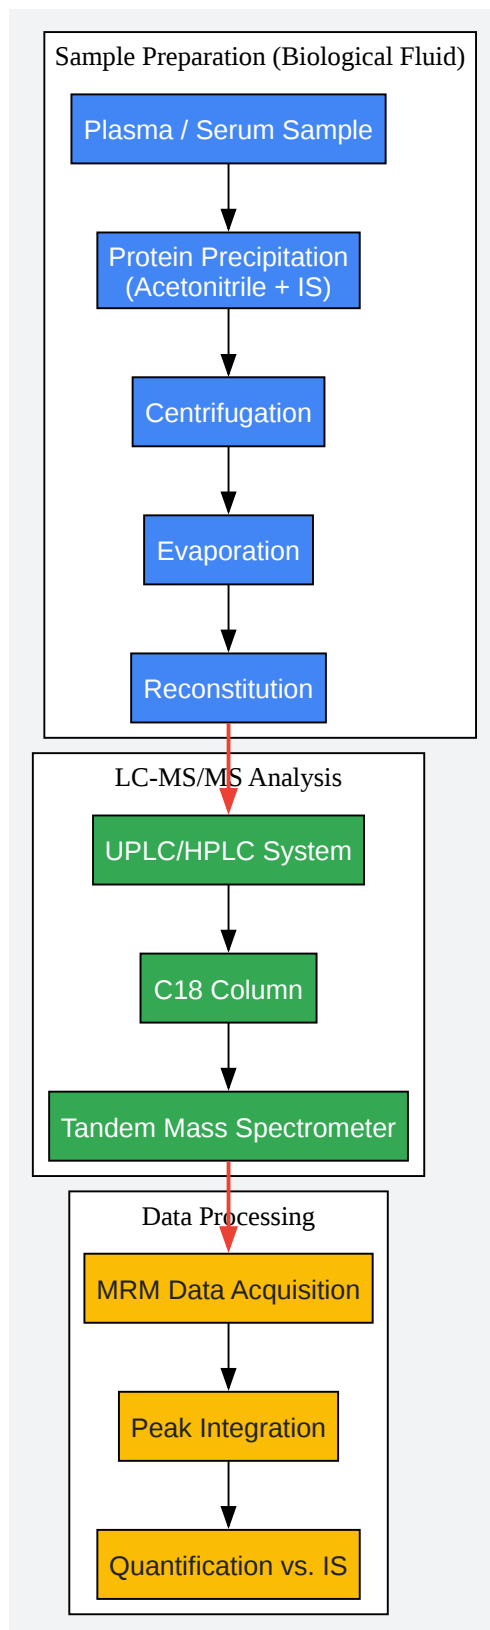 Sample Preparation (Biological Fluid)
Plasma / Serum Sample
Protein Precipitation
(Acetonitrile + IS)
Centrifugation
Evaporation
Reconstitution
LC-MS/MS Analysis
UPLC/HPLC System
C18 Column
Tandem Mass Spectrometer
Data Processing
MRM Data Acquisition
Peak Integration
Quantification vs. IS